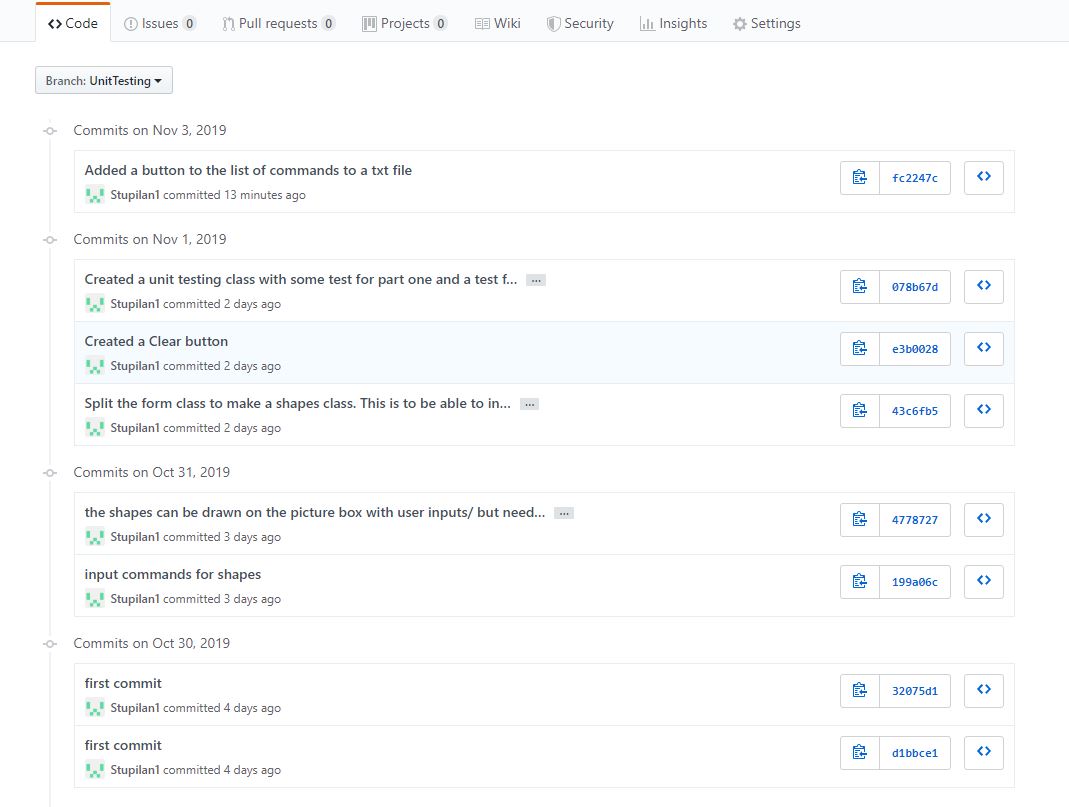 <> Code Issues 0 Pull requests 0 Projects 0 Wiki Security Insights Settings
Branch: UnitTesting
Commits on Nov 3, 2019
Added a button to the list of commands to a txt file
fc2247c
Stupilan1 committed 13 minutes ago
Commits on Nov 1, 2019
Created a unit testing class with some test for part one and a test f... ...
078b67d
Stupilan1 committed 2 days ago
Created a Clear button
e3b0028
Stupilan1 committed 2 days ago
Split the form class to make a shapes class. This is to be able to in... ...
43c6fb5
Stupilan1 committed 2 days ago
Commits on Oct 31, 2019
the shapes can be drawn on the picture box with user inputs/ but need... ...
4778727
Stupilan1 committed 3 days ago
input commands for shapes
199a06c
Stupilan1 committed 3 days ago
Commits on Oct 30, 2019
first commit
32075d1
Stupilan1 committed 4 days ago
first commit
d1bbce1
Stupilan1 committed 4 days ago